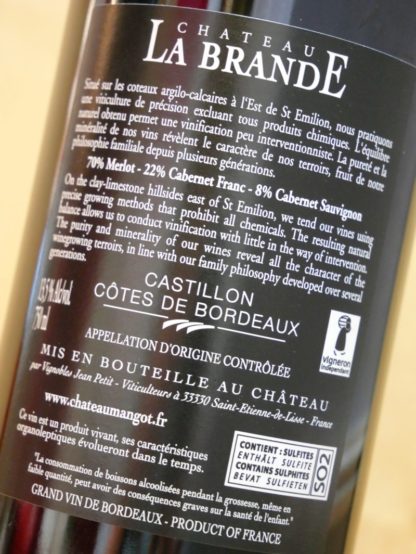 CHATEAU
LA BRANDE
Situé sur les coteaux argilo-calcaires à l'Est de St Emilion, nous pratiquons
une viticulture de précision excluant tous produits chimiques. L'équilibre
naturel obtenu permet une vinification peu interventionniste. La pureté et la
minéralité de nos vins révèlent le caractère de nos terroirs, fruit de notre
philosophie familiale depuis plusieurs générations.
70% Merlot - 22% Cabernet Franc - 8% Cabernet Sauvignon
On the clay-limestone hillsides east of St Emilion, we tend our vines using
precise growing methods that prohibit all chemicals. The resulting natural
balance allows us to conduct vinification with little in the way of intervention.
The purity and minerality of our wines reveal all the character of the
winegrowing terroirs, in line with our family philosophy developed over several
generations.
13,5 % Alc./vol.
750 ml
CASTILLON
CÔTES DE BORDEAUX
APPELLATION D'ORIGINE CONTRÔLÉE
vigneron
indépendant
MIS EN BOUTEILLE AU CHÂTEAU
par Vignobles Jean Petit - Viticulteurs à 33330 Saint-Etienne-de-Lisse - France
www.chateaumangot.fr
Ce vin est un produit vivant, ses caractéristiques
organoleptiques évolueront dans le temps.
CONTIENT : SULFITES
ENTHÄLT SULFITE
CONTAINS SULPHITES
BEVAT SULFIETEN
SO2
"La consommation de boissons alcoolisées pendant la grossesse, même en
faible quantité, peut avoir des conséquences graves sur la santé de l'enfant."
GRAND VIN DE BORDEAUX - PRODUCT OF FRANCE